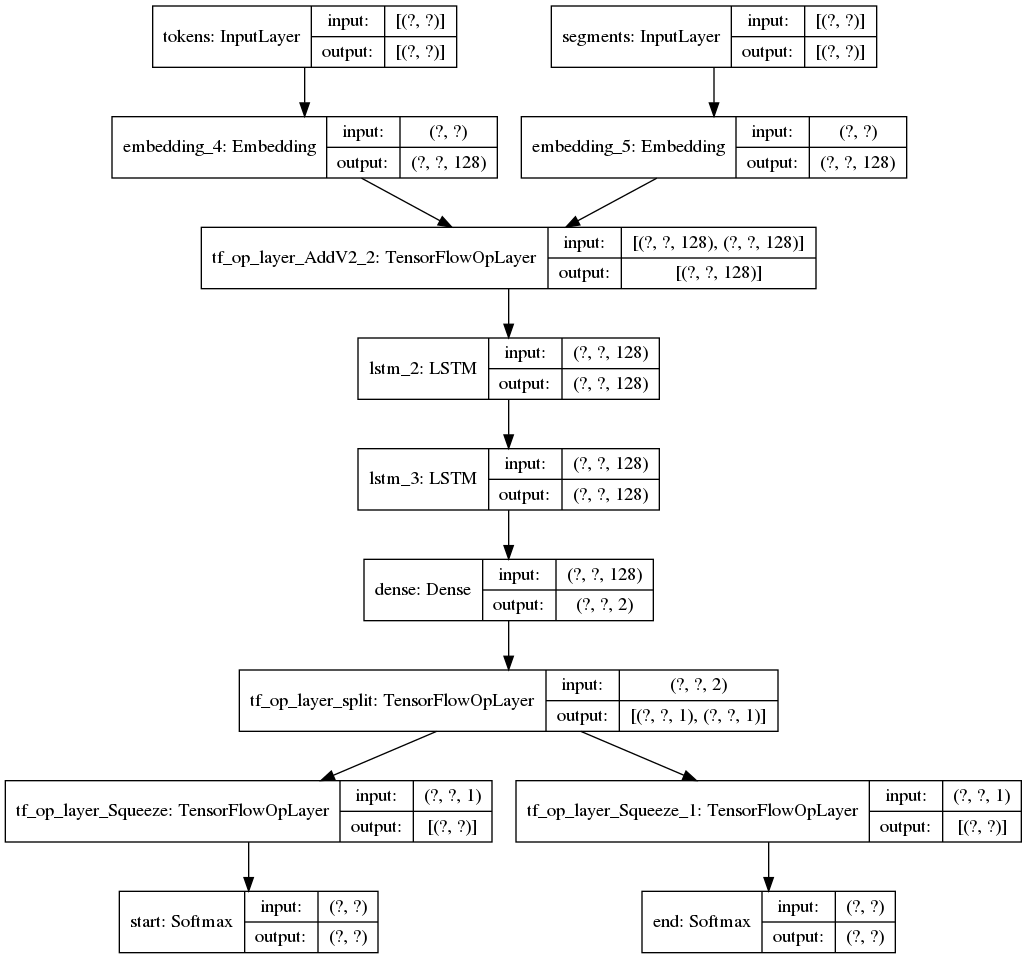 tokens: InputLayer
input: [(?, ?)]
output: [(?, ?)]
segments: InputLayer
input: [(?, ?)]
output: [(?, ?)]
embedding_4: Embedding
input: (?, ?)
output: (?, ?, 128)
embedding_5: Embedding
input: (?, ?)
output: (?, ?, 128)
tf_op_layer_AddV2_2: TensorFlowOpLayer
input: [(?, ?, 128), (?, ?, 128)]
output: [(?, ?, 128)]
lstm_2: LSTM
input: (?, ?, 128)
output: (?, ?, 128)
lstm_3: LSTM
input: (?, ?, 128)
output: (?, ?, 128)
dense: Dense
input: (?, ?, 128)
output: (?, ?, 2)
tf_op_layer_split: TensorFlowOpLayer
input: (?, ?, 2)
output: [(?, ?, 1), (?, ?, 1)]
tf_op_layer_Squeeze: TensorFlowOpLayer
input: (?, ?, 1)
output: [(?, ?)]
tf_op_layer_Squeeze_1: TensorFlowOpLayer
input: (?, ?, 1)
output: [(?, ?)]
start: Softmax
input: (?, ?)
output: (?, ?)
end: Softmax
input: (?, ?)
output: (?, ?)